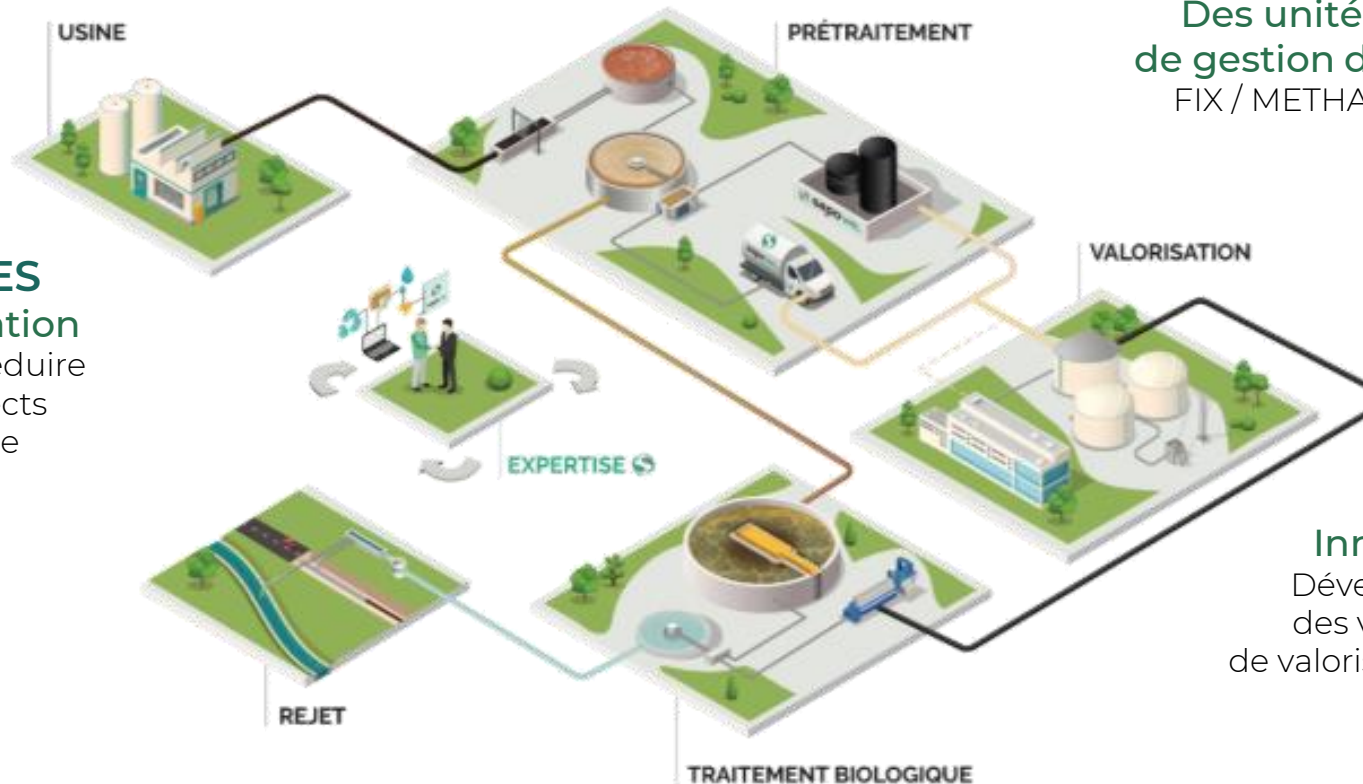 USINE
PRÉTRAITEMENT
Des unité
de gestion d
FIX / METHA
ES
ation
éduire
cts
e
VALORISATION
EXPERTISE
Inn
Déve
des v
de valoris
REJET
TRAITEMENT BIOLOGIQUE